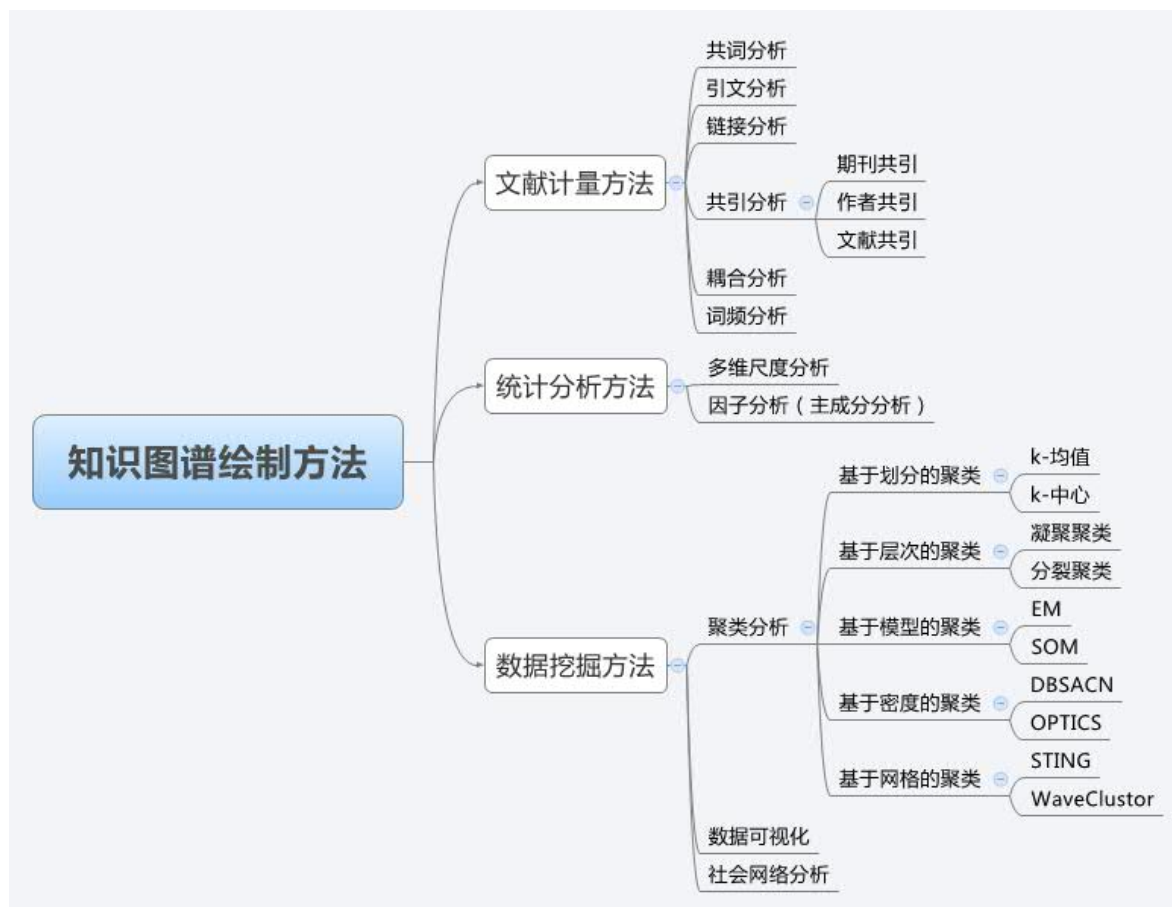 知识图谱绘制方法
文献计量方法
共词分析
引文分析
链接分析
共引分析
期刊共引
作者共引
文献共引
耦合分析
词频分析
统计分析方法
多维尺度分析
因子分析（主成分分析）
数据挖掘方法
聚类分析
基于划分的聚类
k-均值
k-中心
基于层次的聚类
凝聚聚类
分裂聚类
基于模型的聚类
EM
SOM
基于密度的聚类
DBSACN
OPTICS
基于网格的聚类
STING
WaveClustor
数据可视化
社会网络分析